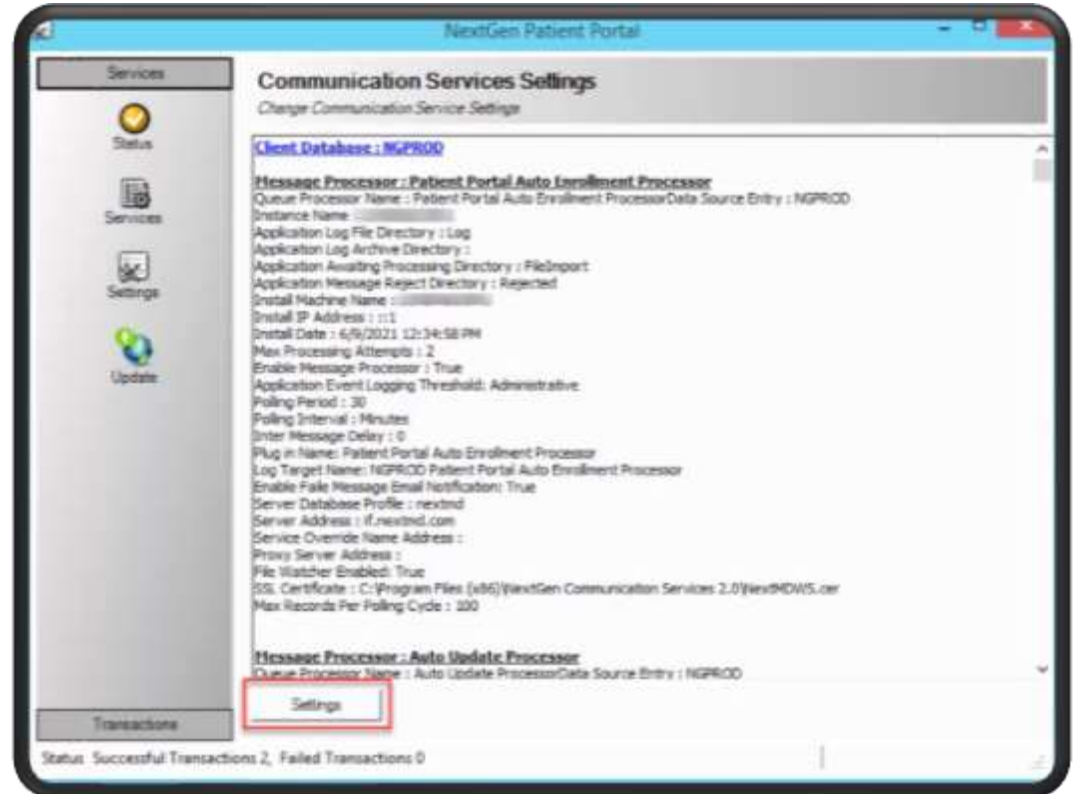 NextGen Patient Portal
Services
Status
Services
Settings
Update
Transactions
Communication Services Settings
Change Communication Service Settings
Client Database : NGPROD
Message Processor : Patient Portal Auto Enrollment Processor
Queue Processor Name : Patient Portal Auto Enrollment ProcessorData Source Entry : NGPROD
Instance Name
Application Log File Directory : Log
Application Log Archive Directory :
Application Awaiting Processing Directory : FileImport
Application Message Reject Directory : Rejected
Install Machine Name :
Install IP Address : ::1
Install Date : 6/9/2021 12:34:58 PM
Max Processing Attempts : 2
Enable Message Processor : True
Application Event Logging Threshold: Administrative
Polling Period : 30
Polling Interval : Minutes
Inter Message Delay : 0
Plug in Name: Patient Portal Auto Enrollment Processor
Log Target Name: NGPROD Patient Portal Auto Enrollment Processor
Enable Faile Message Email Notification: True
Server Database Profile : nextmd
Server Address : if.nextmd.com
Service Override Name Address :
Proxy Server Address :
File Watcher Enabled: True
SSL Certificate : C:\Program Files (x86)\NextGen Communication Services 2.0\NextMDWS.cer
Max Records Per Polling Cycle : 100
Message Processor : Auto Update Processor
Queue Processor Name : Auto Update ProcessorData Source Entry : NGPROD
Settings
Status Successful Transactions 2, Failed Transactions 0